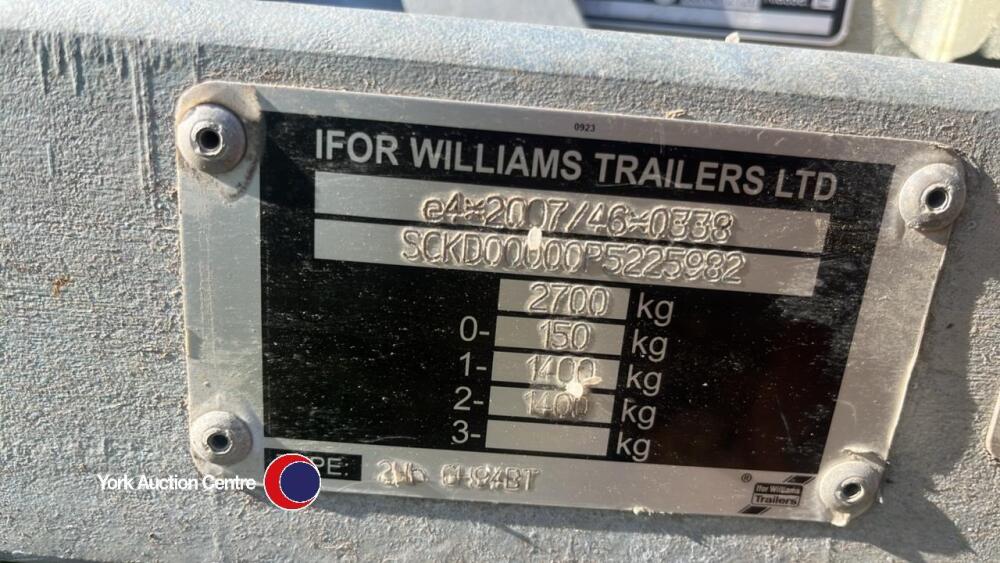 0923
IFOR WILLIAMS TRAILERS LTD
e4*2007/46*0338
SCKD00000P5225982
2700 kg
0- 150 kg
1- 1400 kg
2- 1400 kg
3- kg
York Auction Centre
GH94BT
® Ifor Williams
Trailers